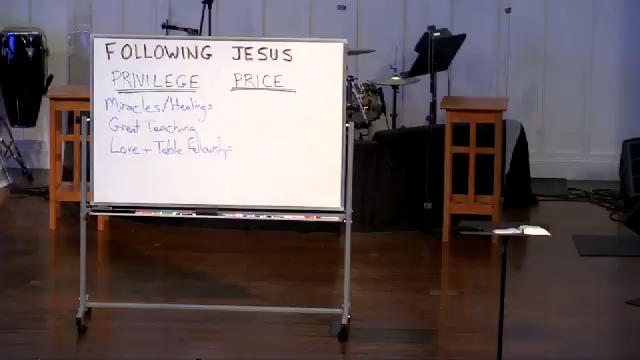 FOLLOWING JESUS
PRIVILEGE PRICE
Miracles/Healings
Great Teaching
Love + Table Fellowship